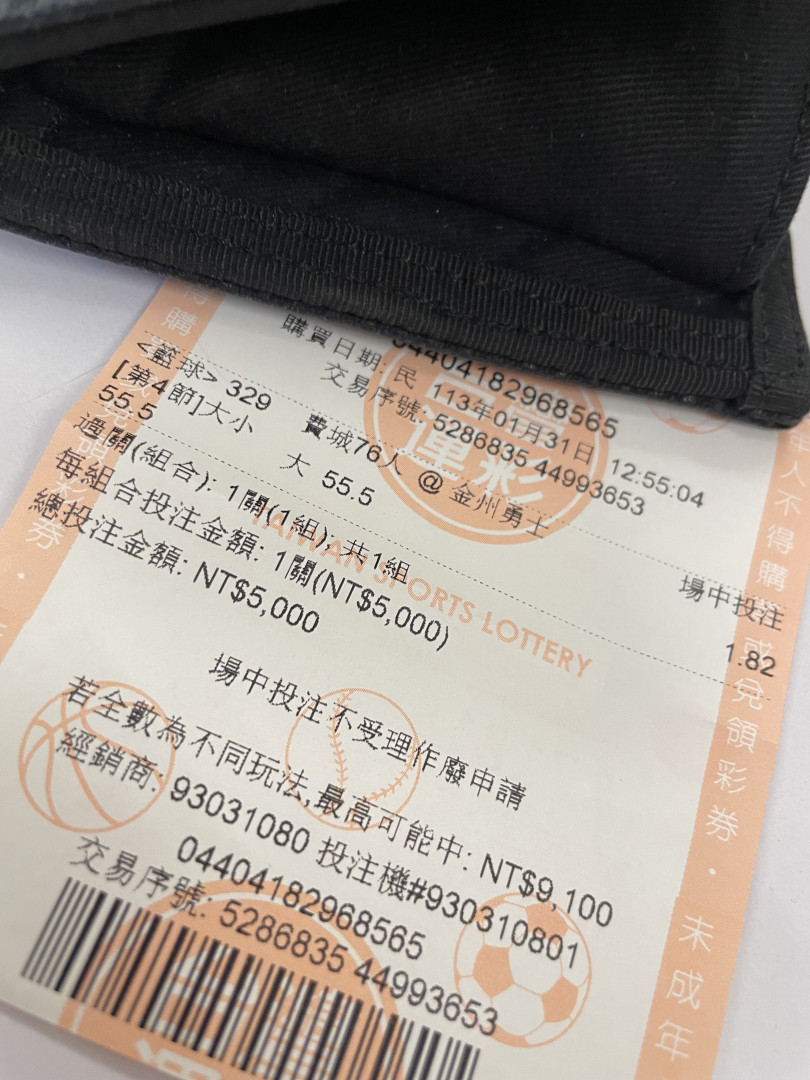 04404182968565
購買日期: 民 113年01月31日 12:55:04
交易序號: 5286835 44993653
<籃球> 329 費城76人 @ 金州勇士 場中投注
[第4節]大小 大 55.5 1.82
55.5
過關(組合): 1關(1組): 共1組
每組合投注金額: 1關(NT$5,000)
總投注金額: NT$5,000
TAIWAN SPORTS LOTTERY
場中投注不受理作廢申請
若全數為不同玩法,最高可能中: NT$9,100
經銷商: 93031080 投注機#930310801
04404182968565
交易序號: 5286835 44993653
運彩
人不得購買或兌領彩券・未成年
得購
券・